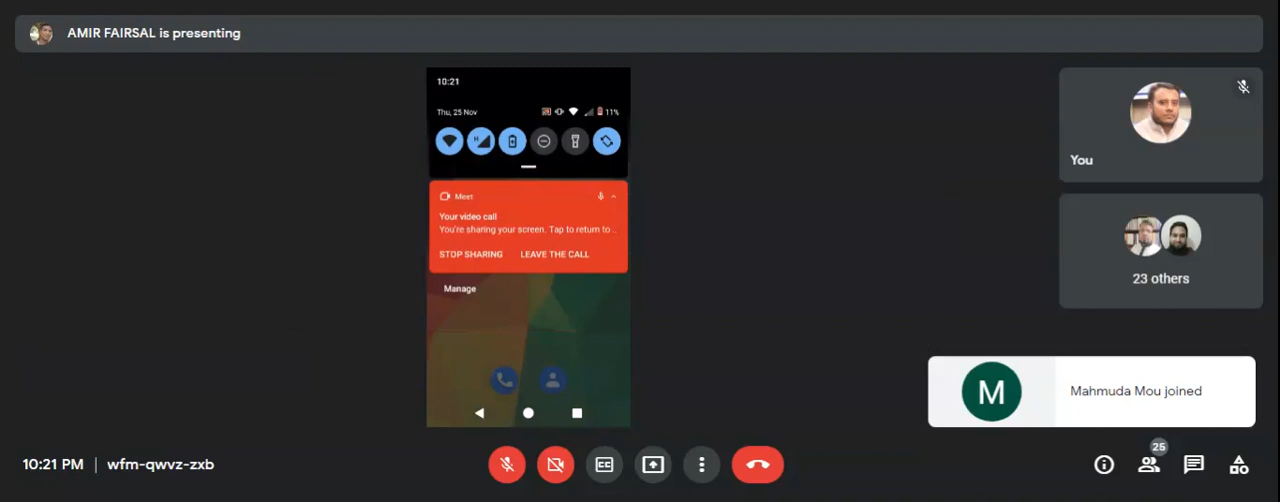 AMIR FAIRSAL is presenting
10:21
Thu, 25 Nov
11%
H
Meet
Your video call
You're sharing your screen. Tap to return to ..
STOP SHARING LEAVE THE CALL
Manage
You
23 others
M
Mahmuda Mou joined
10:21 PM | wfm-qwvz-zxb
CC
25